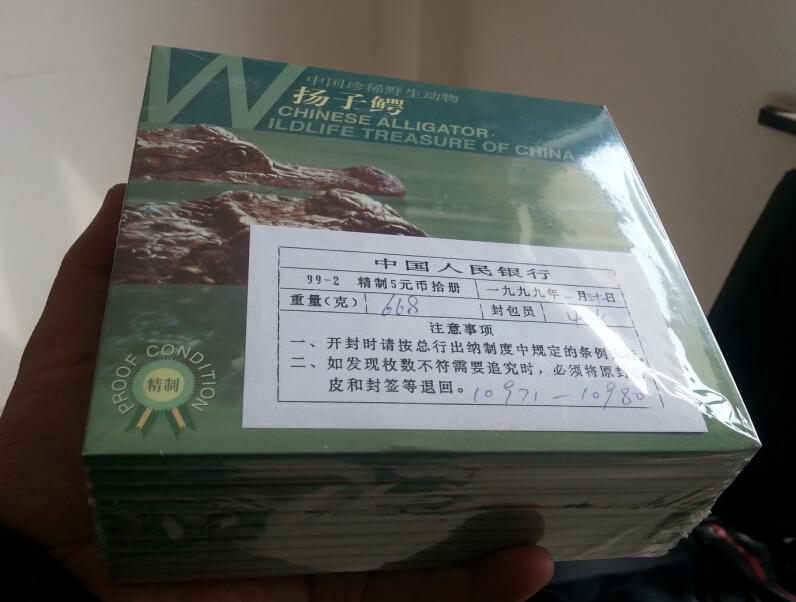 中国珍稀野生动物
扬子鳄
CHINESE ALLIGATOR
WILDLIFE TREASURE OF CHINA
中国人民银行
99-2 精制5元币拾册 一九九九年 月 日
重量(克) 668 封包员
注意事项
一、开封时请按总行出纳制度中规定的条例
二、如发现枚数不符需要追究时，必须将原封
皮和封签等退回。10971-10980
PROOF CONDITION
精制